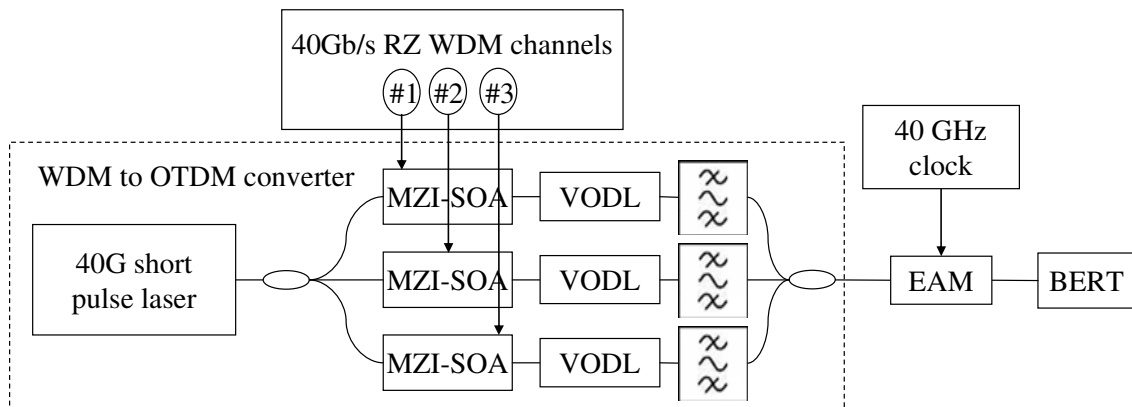 40Gb/s RZ WDM channels
#1 #2 #3
40 GHz
clock
WDM to OTDM converter
MZI-SOA VODL
40G short
pulse laser
MZI-SOA VODL
EAM
BERT
MZI-SOA VODL